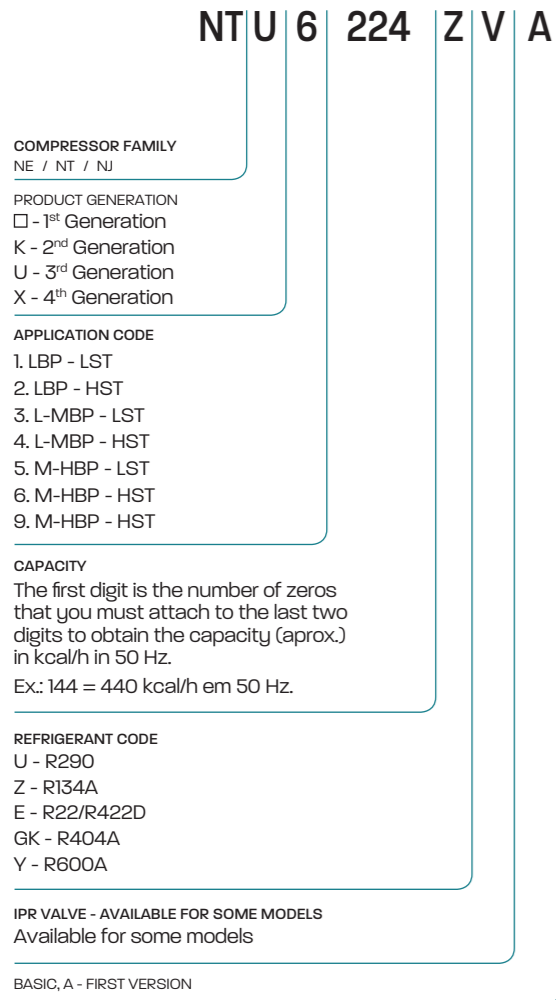 NT U 6 224 Z V A
COMPRESSOR FAMILY
NE / NT / NJ
PRODUCT GENERATION
☐ - 1st Generation
K - 2nd Generation
U - 3rd Generation
X - 4th Generation
APPLICATION CODE
1. LBP - LST
2. LBP - HST
3. L-MBP - LST
4. L-MBP - HST
5. M-HBP - LST
6. M-HBP - HST
9. M-HBP - HST
CAPACITY
The first digit is the number of zeros
that you must attach to the last two
digits to obtain the capacity (aprox.)
in kcal/h in 50 Hz.
Ex.: 144 = 440 kcal/h em 50 Hz.
REFRIGERANT CODE
U - R290
Z - R134A
E - R22/R422D
GK - R404A
Y - R600A
IPR VALVE - AVAILABLE FOR SOME MODELS
Available for some models
BASIC, A - FIRST VERSION